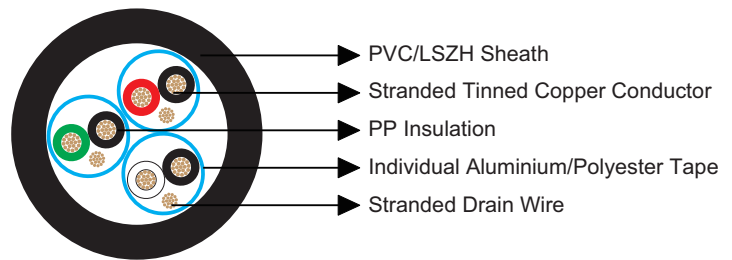 PVC/LSZH Sheath
Stranded Tinned Copper Conductor
PP Insulation
Individual Aluminium/Polyester Tape
Stranded Drain Wire